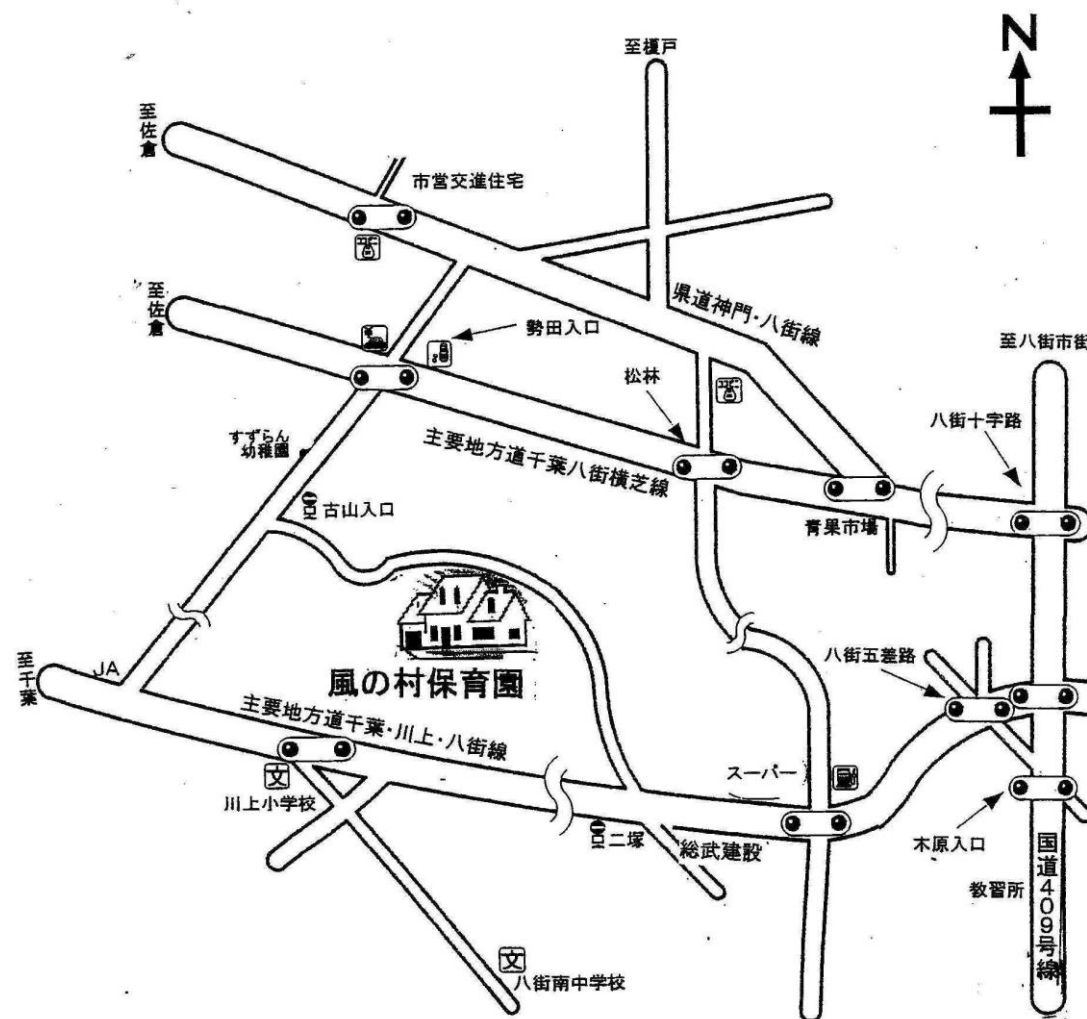 N
至榎戸
至佐倉
市営交進住宅
至佐倉
県道神門・八街線
勢田入口
至八街市街
松林
八街十字路
すずらん
幼稚園
主要地方道千葉八街横芝線
古山入口
青果市場
八街五差路
至千葉
JA
風の村保育園
主要地方道千葉・川上・八街線
スーパー
文
川上小学校
二塚
総武建設
木原入口
教習所
国道409号線
文
八街南中学校